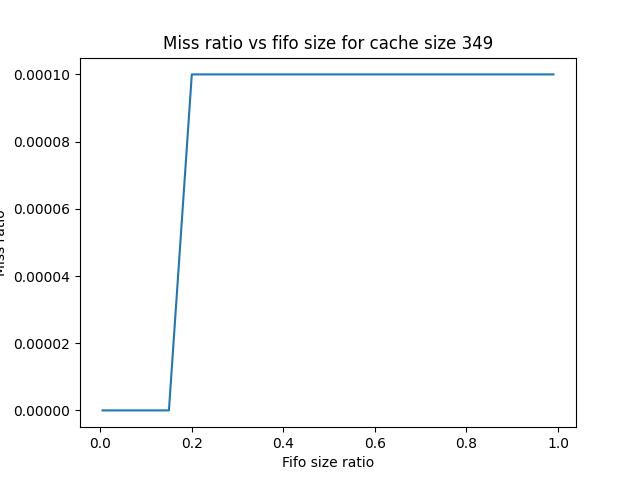 Miss ratio vs fifo size for cache size 349
0.00010
0.00008
0.00006
0.00004
0.00002
0.00000
Miss ratio
0.0 0.2 0.4 0.6 0.8 1.0
Fifo size ratio